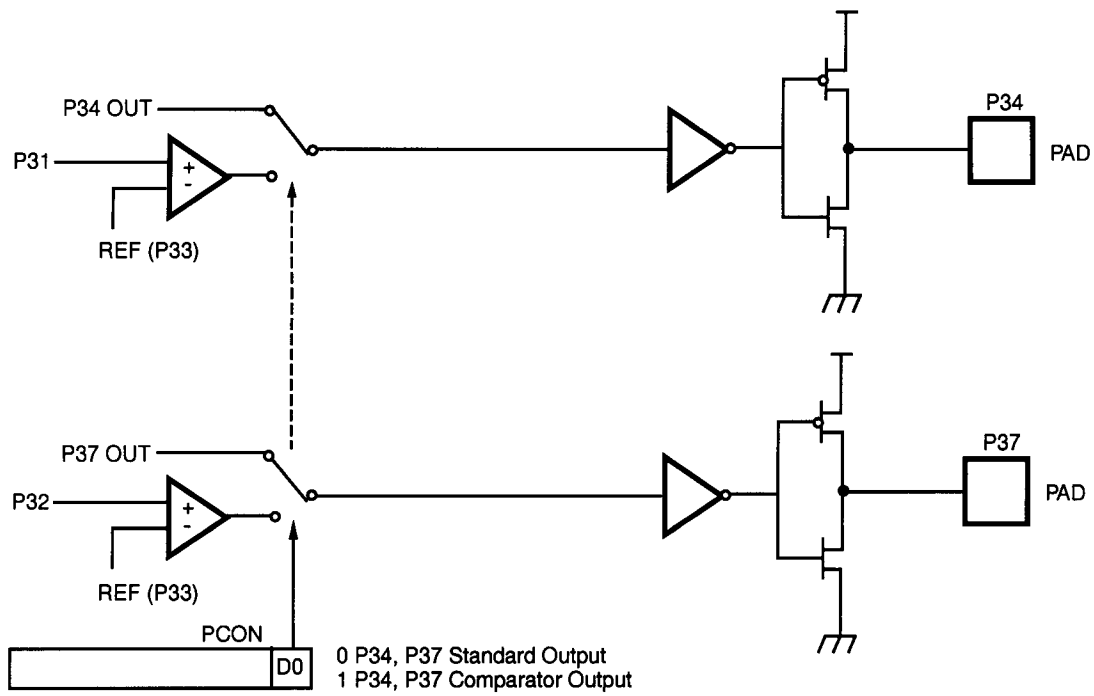 P34 OUT
P31
+
-
REF (P33)
P34
PAD
P37 OUT
P32
+
-
REF (P33)
P37
PAD
PCON
D0
0 P34, P37 Standard Output
1 P34, P37 Comparator Output